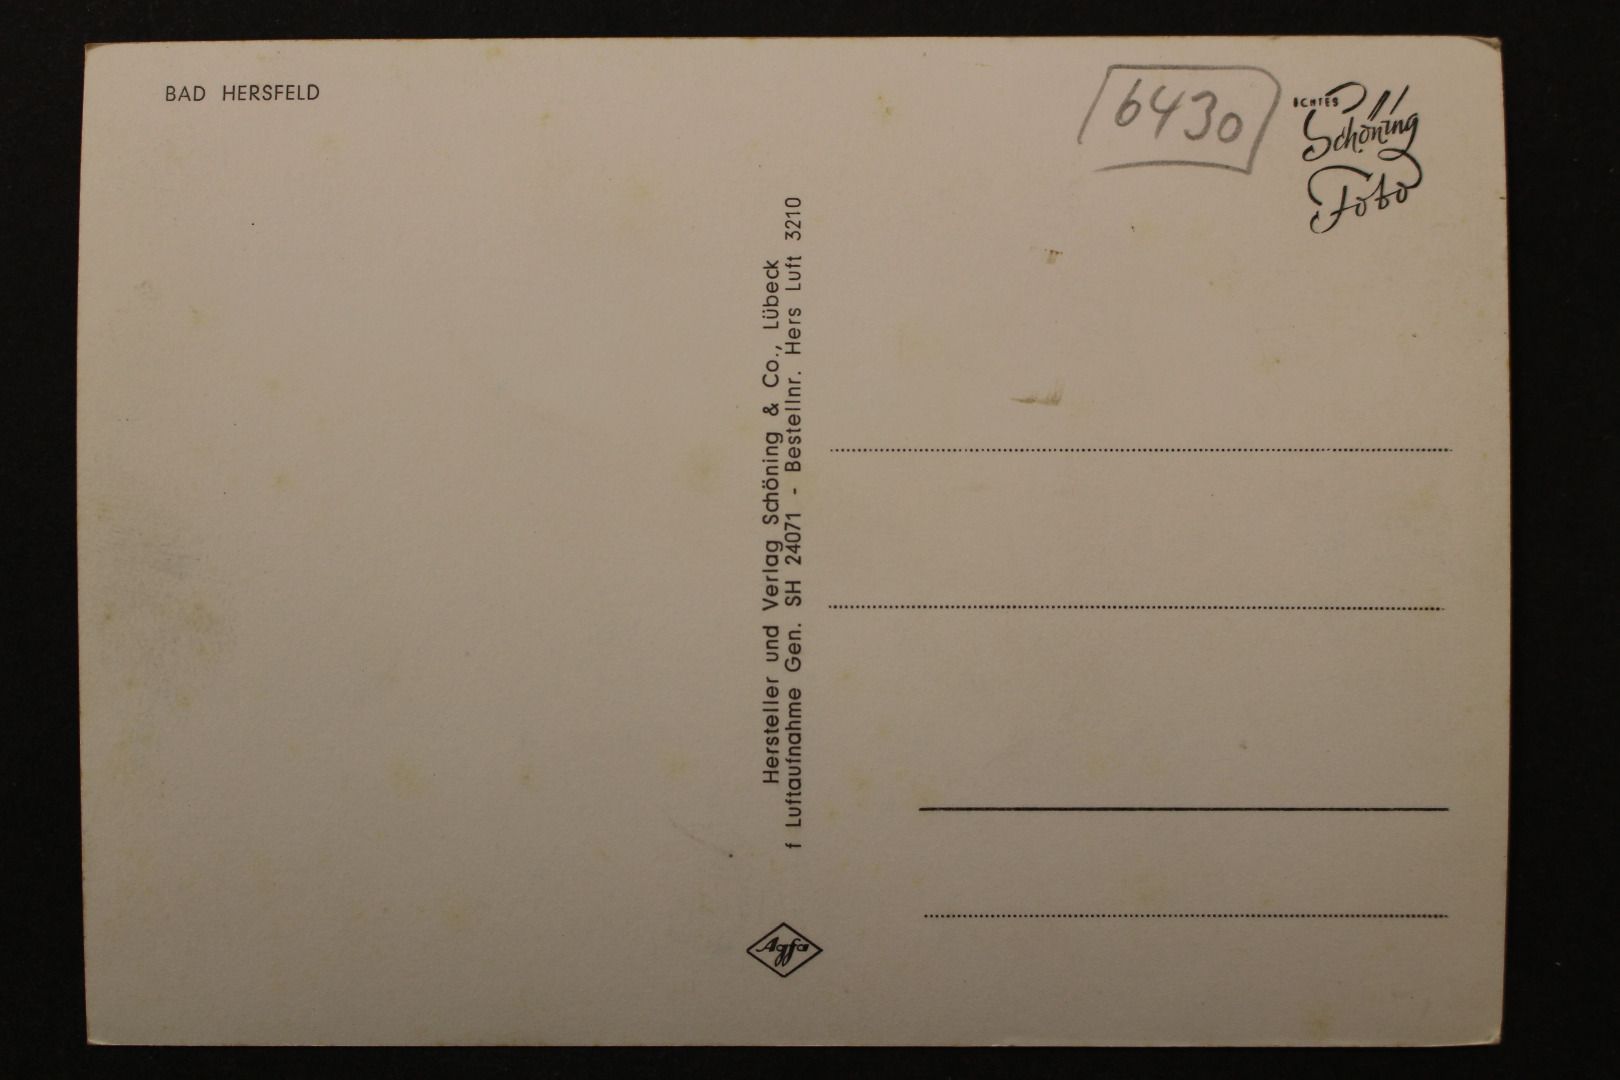 BAD HERSFELD
6430
ECHTES
Schöning
Foto
Hersteller und Verlag Schöning & Co., Lübeck
f Luftaufnahme Gen. SH 24071 - Bestellnr. Hers Luft 3210
Agfa